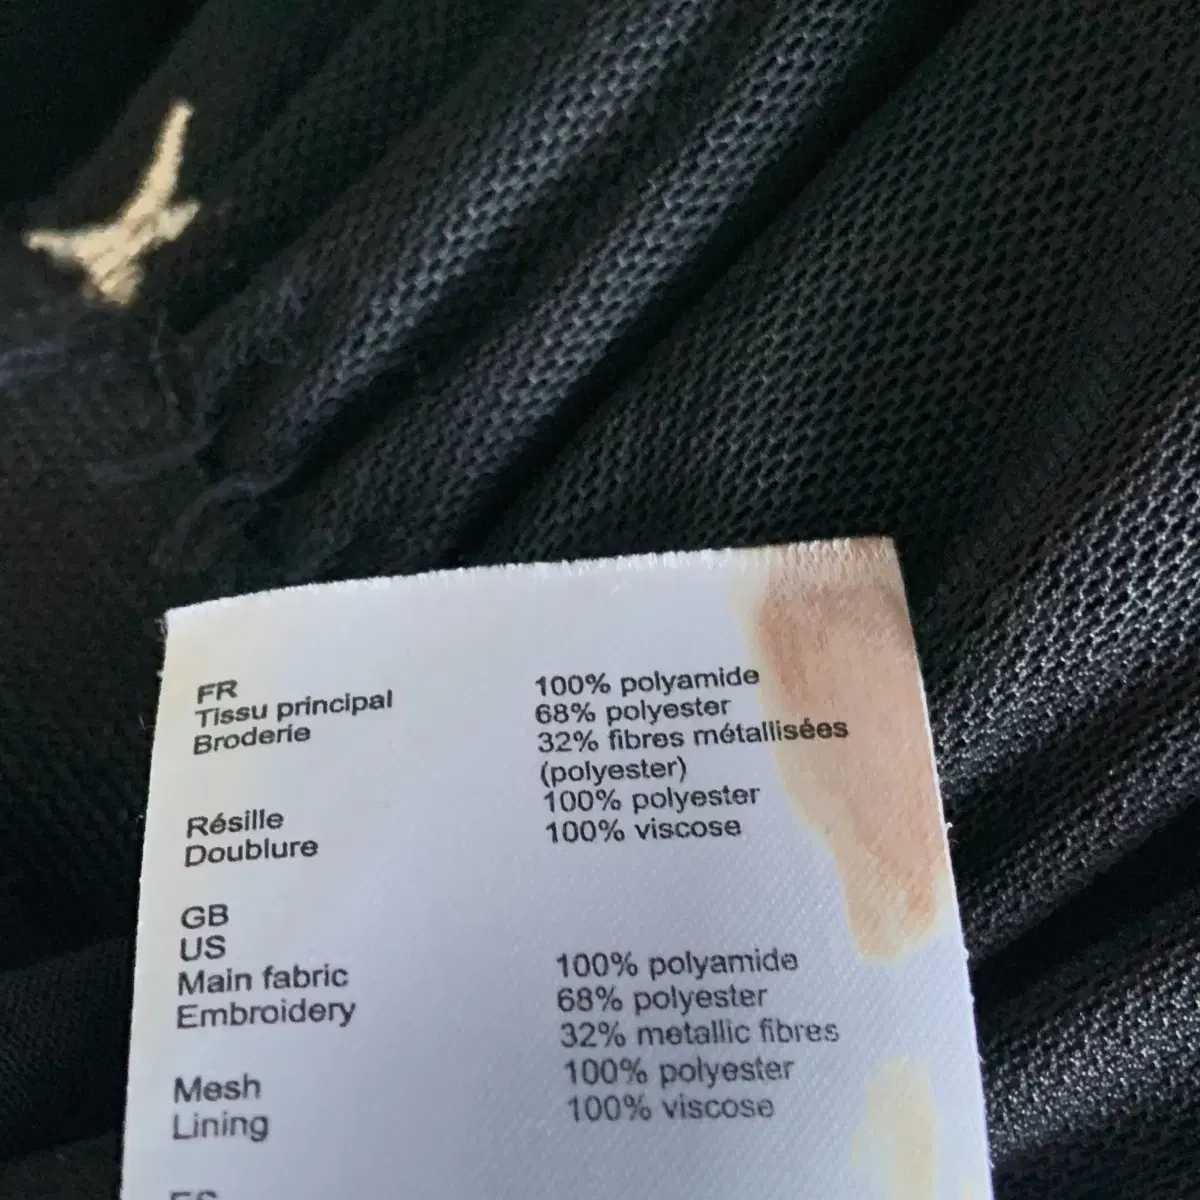 FR
Tissu principal 100% polyamide
Broderie 68% polyester
32% fibres métallisées
(polyester)
Résille 100% polyester
Doublure 100% viscose
GB
US
Main fabric 100% polyamide
Embroidery 68% polyester
32% metallic fibres
Mesh 100% polyester
Lining 100% viscose